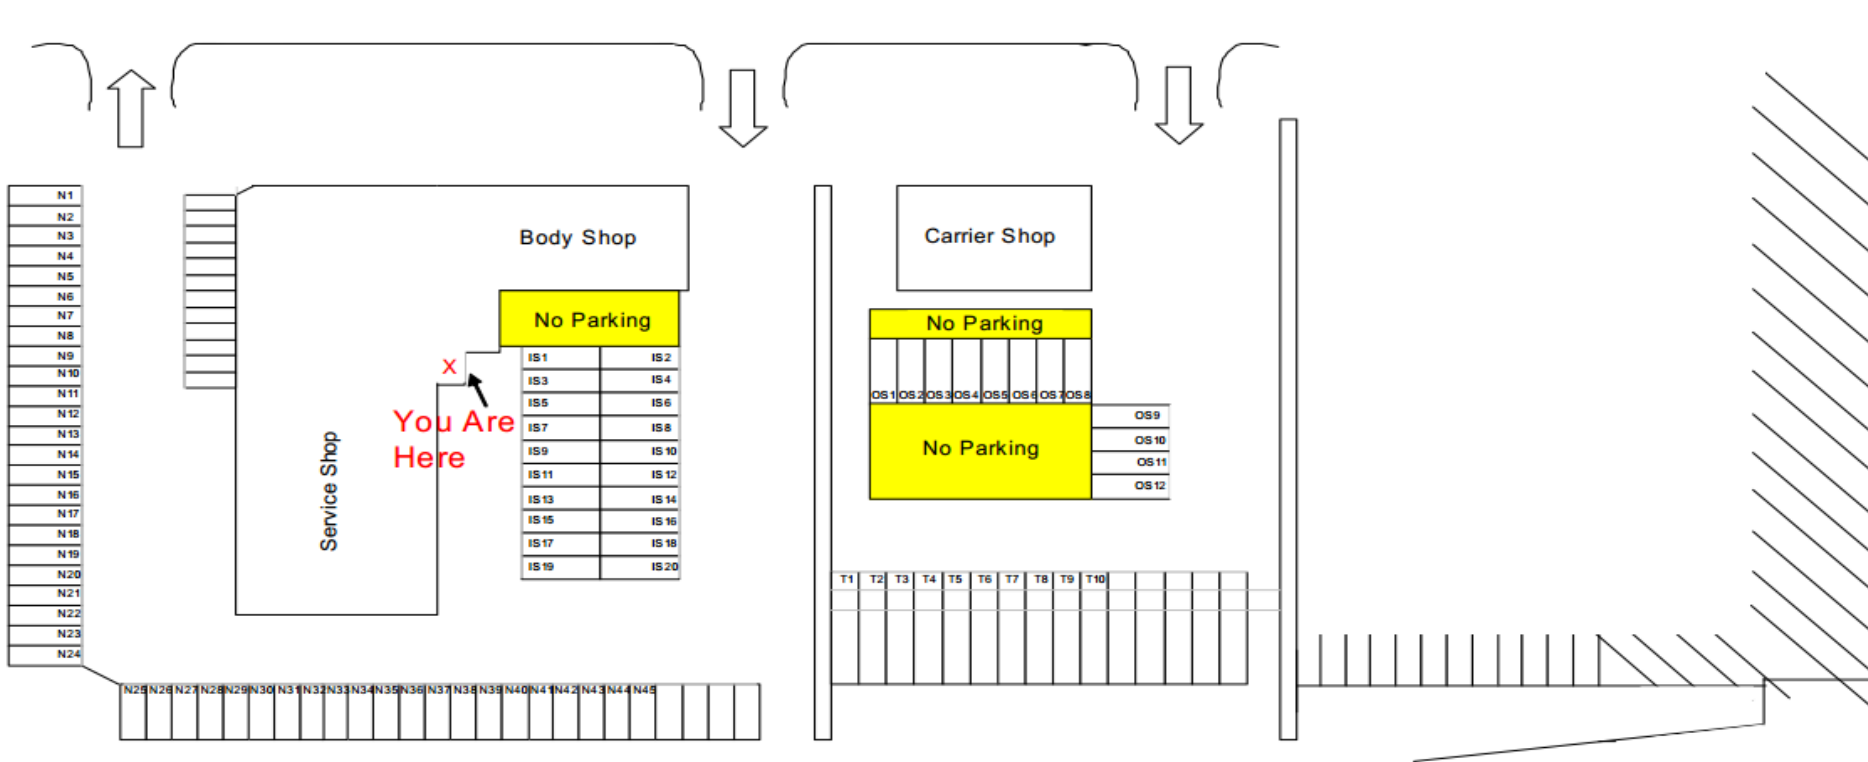 N1
N2
N3
N4
N5
N6
N7
N8
N9
N10
N11
N12
N13
N14
N15
N16
N17
N18
N19
N20
N21
N22
N23
N24
N25 N26 N27 N28 N29 N30 N31 N32 N33 N34 N35 N36 N37 N38 N39 N40 N41 N42 N43 N44 N45
Body Shop
No Parking
Service Shop
X
You Are
Here
IS1 IS2
IS3 IS4
IS5 IS6
IS7 IS8
IS9 IS10
IS11 IS12
IS13 IS14
IS15 IS16
IS17 IS18
IS19 IS20
Carrier Shop
No Parking
OS1 OS2 OS3 OS4 OS5 OS6 OS7 OS8
No Parking
OS9
OS10
OS11
OS12
T1 T2 T3 T4 T5 T6 T7 T8 T9 T10